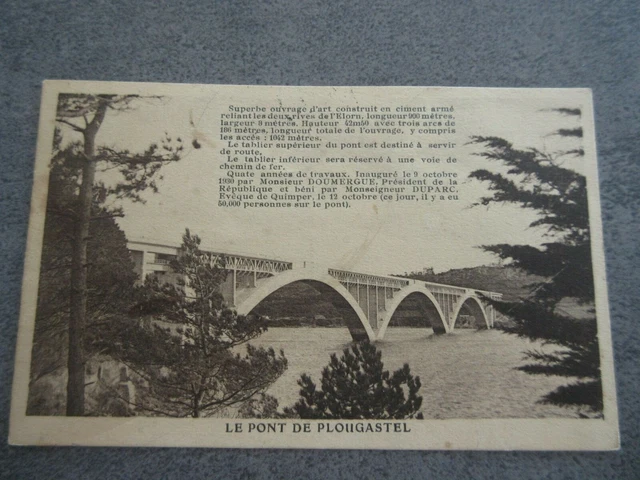 Superbe ouvrage d'art construit en ciment armé
reliant les deux rives de l'Elorn, longueur 900 mètres,
largeur 9 mètres. Hauteur 42m50 avec trois arcs de
186 mètres, longueur totale de l'ouvrage, y compris
les accès : 1042 mètres.
Le tablier supérieur du pont est destiné à servir
de route.
Le tablier inférieur sera réservé à une voie de
chemin de fer.
Quate années de travaux. Inauguré le 9 octobre
1930 par Monsieur DOUMERGUE, Président de la
République et béni par Monseigneur DUPARC,
Evêque de Quimper, le 12 octobre (ce jour, il y a eu
50,000 personnes sur le pont).
LE PONT DE PLOUGASTEL